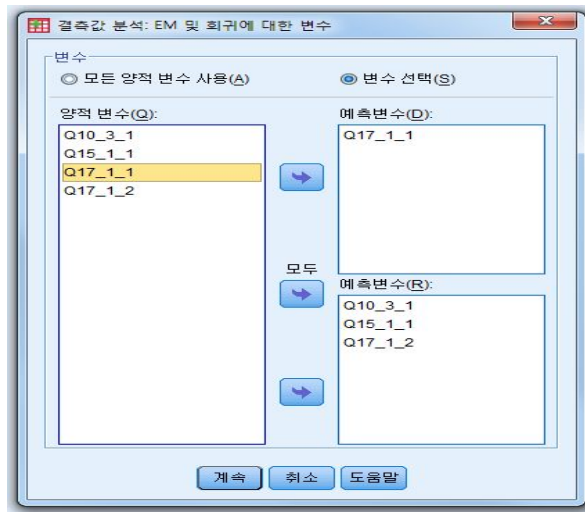 결측값 분석: EM 및 회귀에 대한 변수
변수
모든 양적 변수 사용(A)
변수 선택(S)
양적 변수(Q):
Q10_3_1
Q15_1_1
Q17_1_1
Q17_1_2
예측변수(D):
Q17_1_1
모두
예측변수(R):
Q10_3_1
Q15_1_1
Q17_1_2
계속
취소
도움말